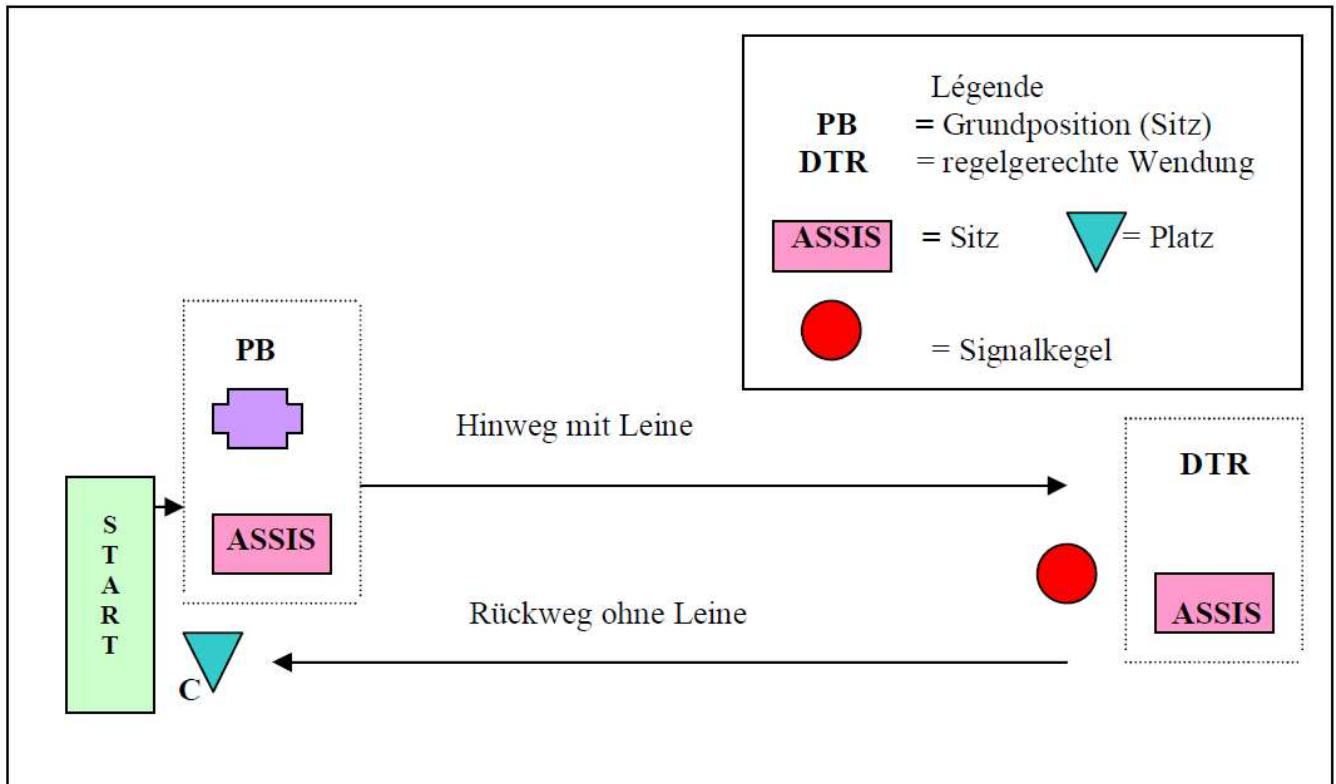 Légende
PB = Grundposition (Sitz)
DTR = regelgerechte Wendung
ASSIS = Sitz = Platz
= Signalkegel
PB
Hinweg mit Leine
DTR
START
ASSIS
ASSIS
Rückweg ohne Leine
C